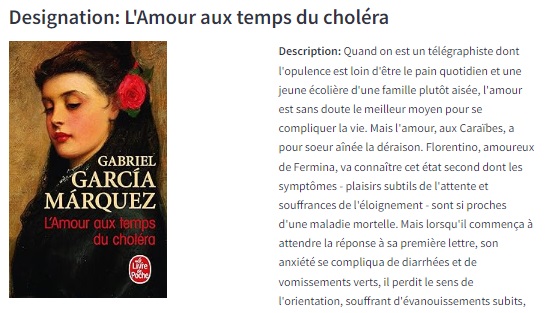 Designation: L'Amour aux temps du choléra
GABRIEL
GARCÍA
MÁRQUEZ
L'Amour aux temps
du choléra
Le Livre
de Poche
Description: Quand on est un télégraphiste dont
l'opulence est loin d'être le pain quotidien et une
jeune écolière d'une famille plutôt aisée, l'amour
est sans doute le meilleur moyen pour se
compliquer la vie. Mais l'amour, aux Caraïbes, a
pour soeur aînée la déraison. Florentino, amoureux
de Fermina, va connaître cet état second dont les
symptômes - plaisirs subtils de l'attente et
souffrances de l'éloignement - sont si proches
d'une maladie mortelle. Mais lorsqu'il commença à
attendre la réponse à sa première lettre, son
anxiété se compliqua de diarrhées et de
vomissements verts, il perdit le sens de
l'orientation, souffrant d'évanouissements subits,